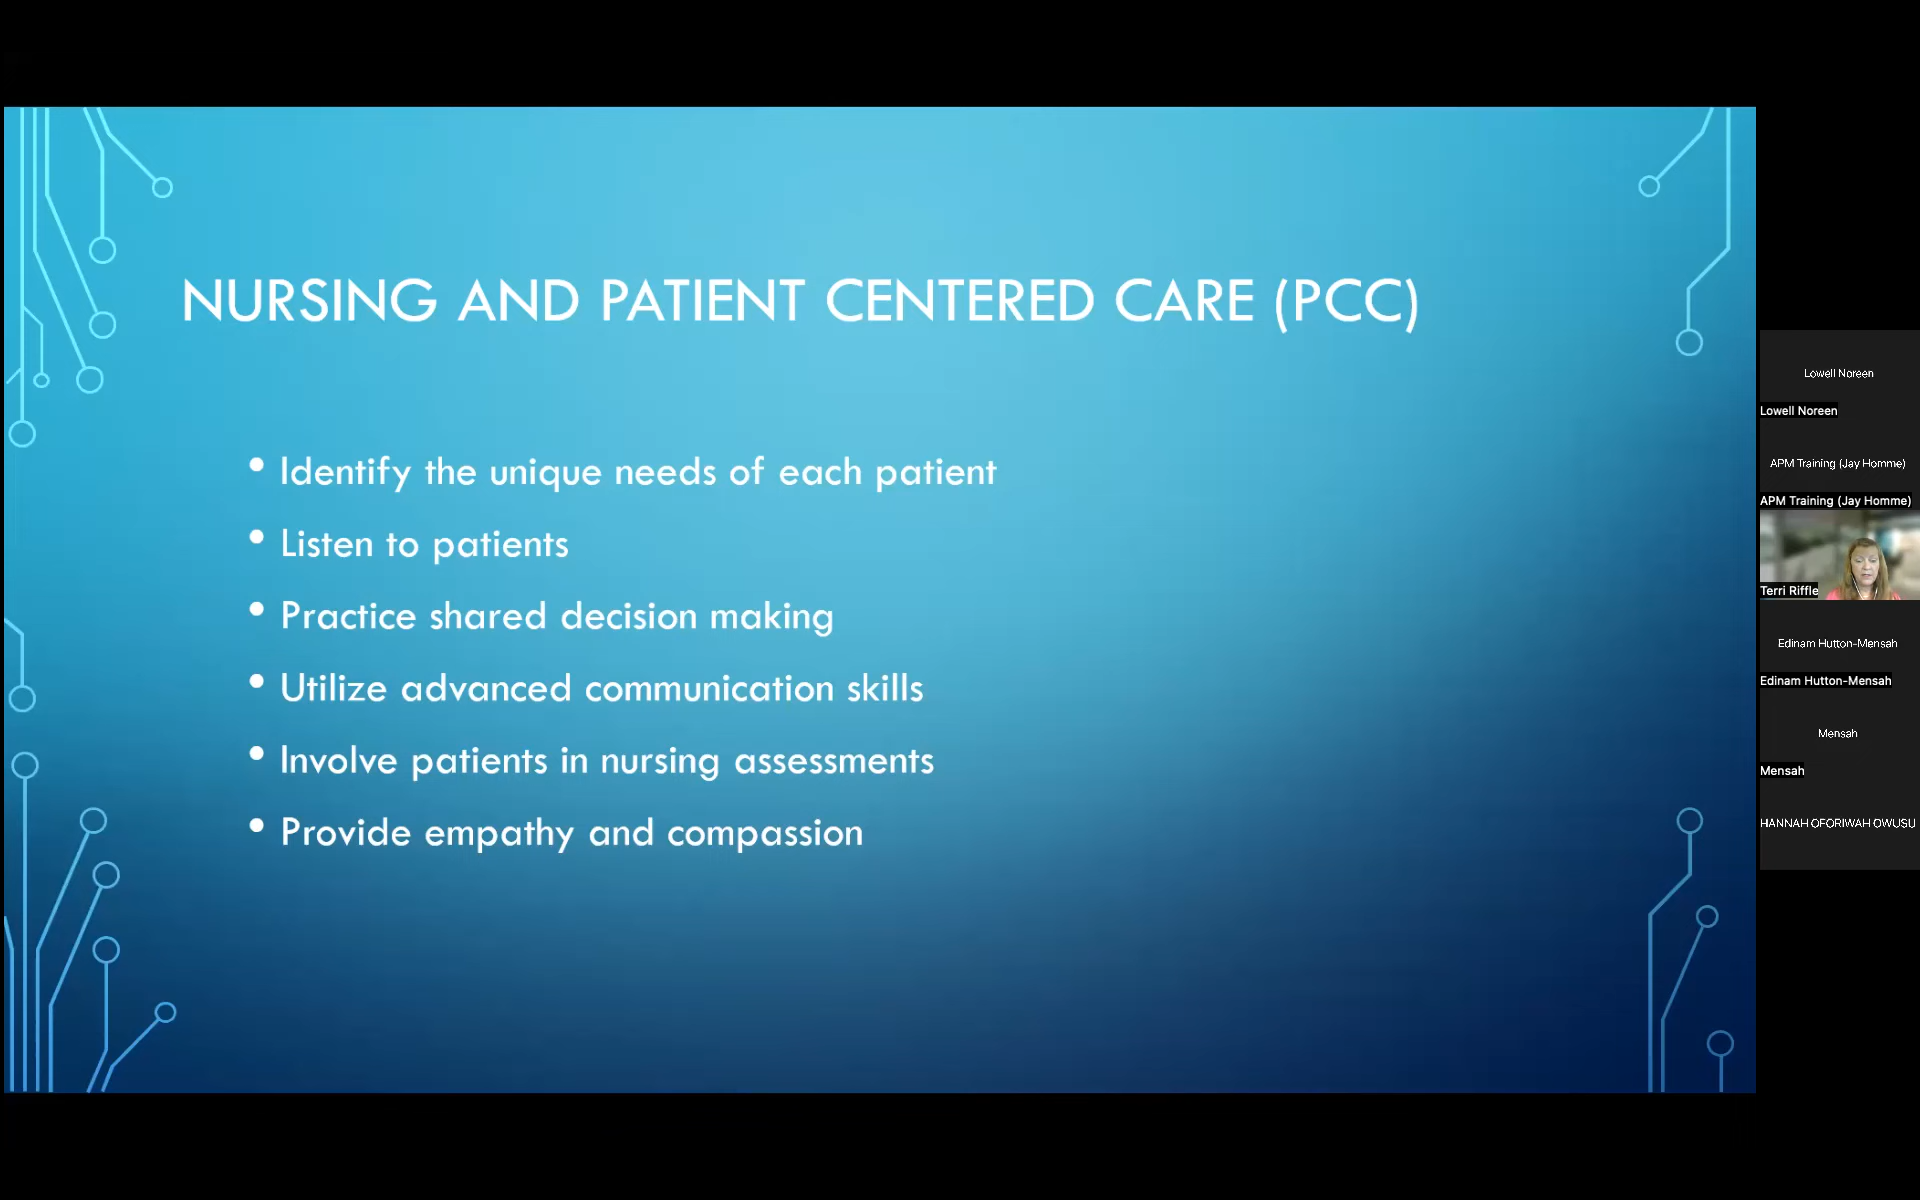 NURSING AND PATIENT CENTERED CARE (PCC)
• Identify the unique needs of each patient
• Listen to patients
• Practice shared decision making
• Utilize advanced communication skills
• Involve patients in nursing assessments
• Provide empathy and compassion
Lowell Noreen
Lowell Noreen
APM Training (Jay Homme)
APM Training (Jay Homme)
Terri Riffle
Edinam Hutton-Mensah
Edinam Hutton-Mensah
Mensah
Mensah
HANNAH OFORIWAH OWUSU